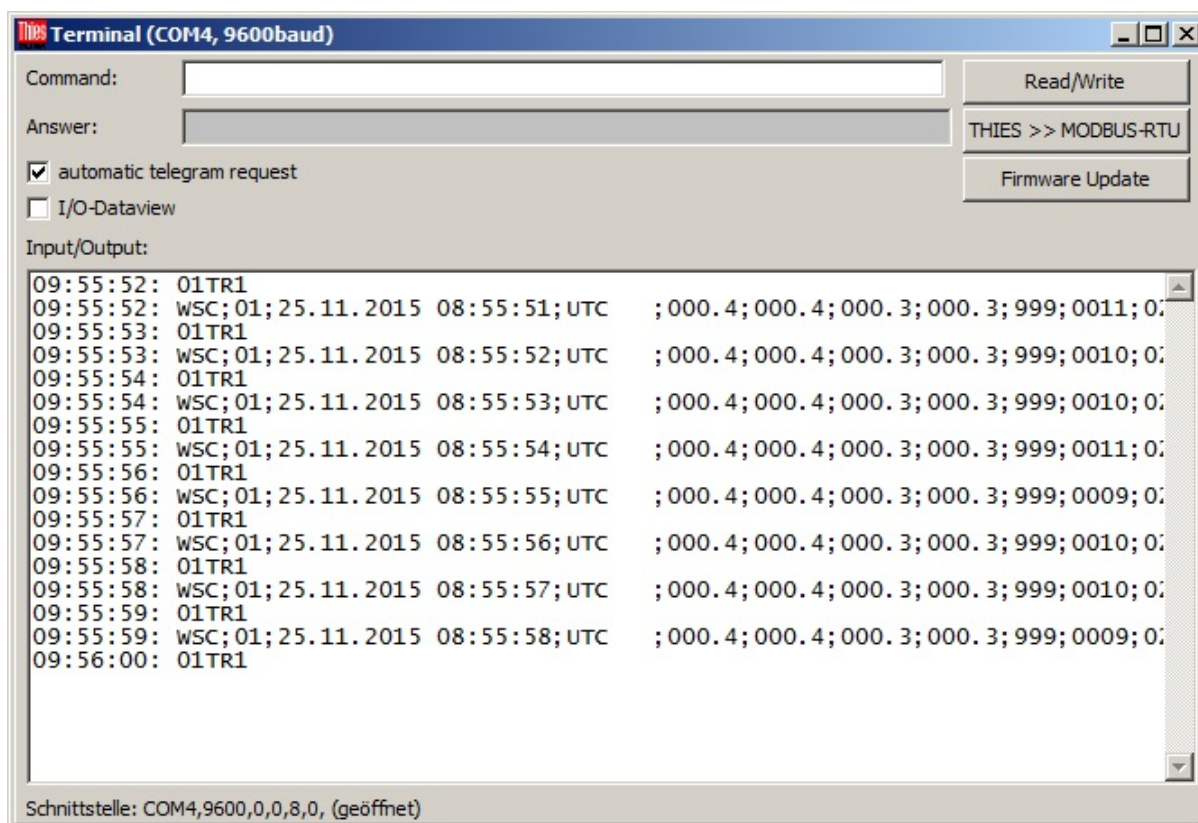 Thies Terminal (COM4, 9600baud)
Command: Read/Write
Answer: THIES >> MODBUS-RTU
automatic telegram request Firmware Update
I/O-Dataview
Input/Output:
09:55:52: 01TR1
09:55:52: WSC;01;25.11.2015 08:55:51;UTC   ;000.4;000.4;000.3;000.3;999;0011;02
09:55:53: 01TR1
09:55:53: WSC;01;25.11.2015 08:55:52;UTC   ;000.4;000.4;000.3;000.3;999;0010;02
09:55:54: 01TR1
09:55:54: WSC;01;25.11.2015 08:55:53;UTC   ;000.4;000.4;000.3;000.3;999;0010;02
09:55:55: 01TR1
09:55:55: WSC;01;25.11.2015 08:55:54;UTC   ;000.4;000.4;000.3;000.3;999;0011;02
09:55:56: 01TR1
09:55:56: WSC;01;25.11.2015 08:55:55;UTC   ;000.4;000.4;000.3;000.3;999;0009;02
09:55:57: 01TR1
09:55:57: WSC;01;25.11.2015 08:55:56;UTC   ;000.4;000.4;000.3;000.3;999;0010;02
09:55:58: 01TR1
09:55:58: WSC;01;25.11.2015 08:55:57;UTC   ;000.4;000.4;000.3;000.3;999;0010;02
09:55:59: 01TR1
09:55:59: WSC;01;25.11.2015 08:55:58;UTC   ;000.4;000.4;000.3;000.3;999;0009;02
09:56:00: 01TR1
Schnittstelle: COM4,9600,0,0,8,0, (geöffnet)